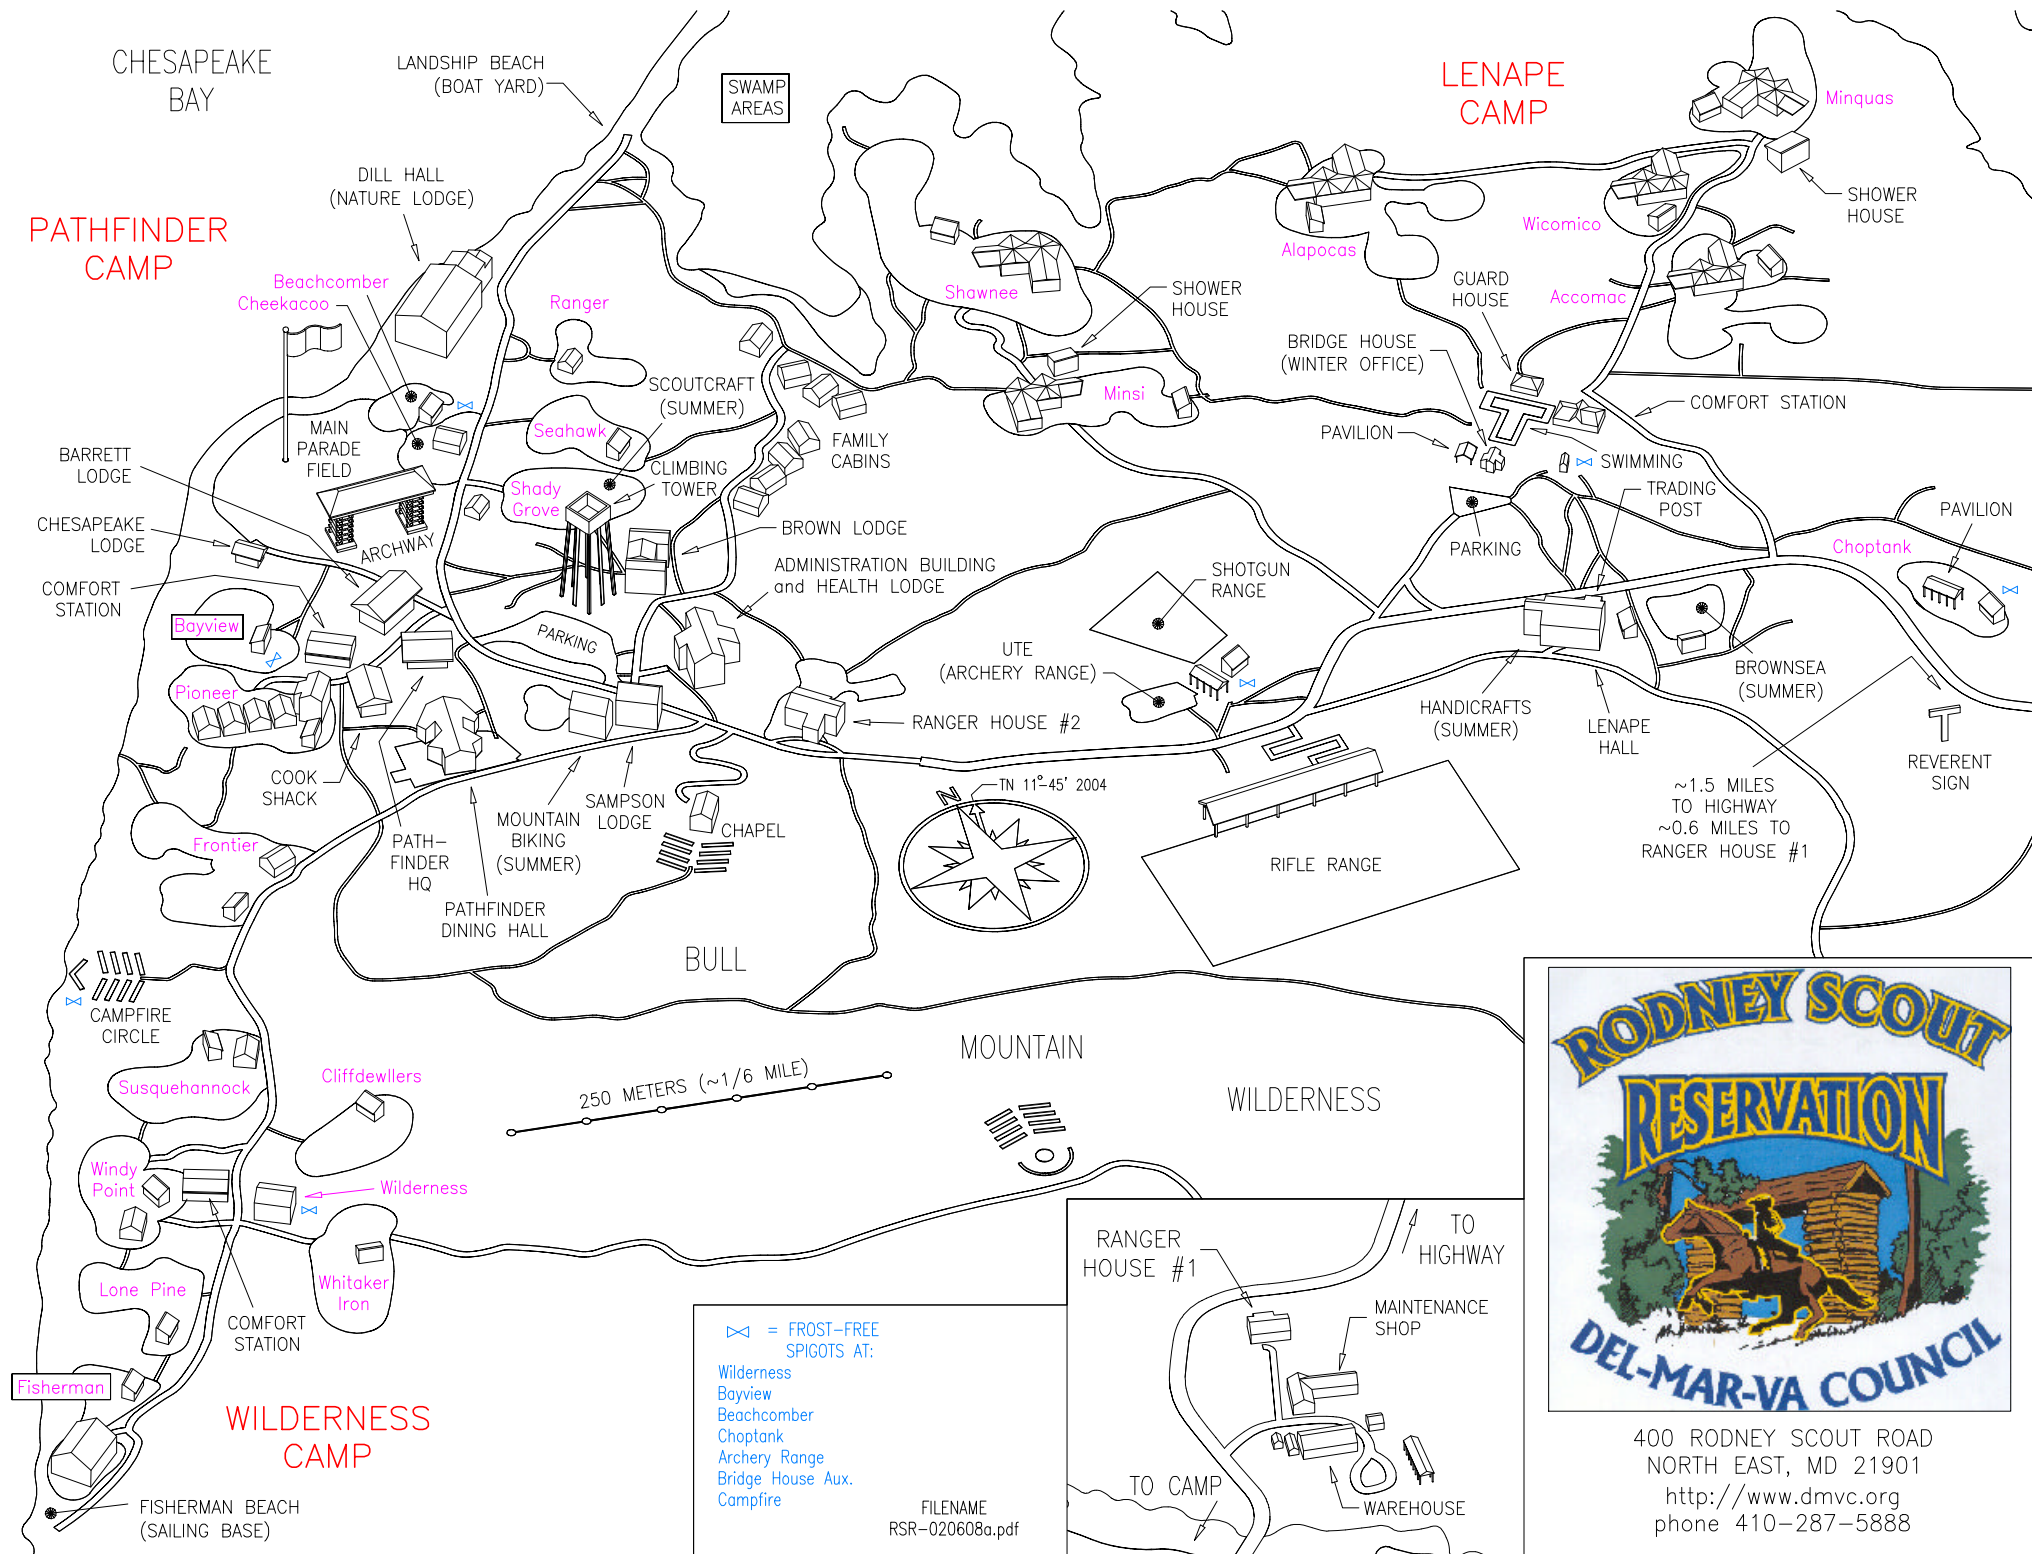 CHESAPEAKE
BAY
LANDSHIP BEACH
(BOAT YARD)
SWAMP
AREAS
LENAPE
CAMP
Minquas
SHOWER
HOUSE
DILL HALL
(NATURE LODGE)
PATHFINDER
CAMP
Beachcomber
Cheekacoo
Ranger
Shawnee
SHOWER
HOUSE
Alapocas
Wicomico
GUARD
HOUSE
Accomac
BRIDGE HOUSE
(WINTER OFFICE)
SCOUTCRAFT
(SUMMER)
Minsi
COMFORT STATION
MAIN
PARADE
FIELD
Seahawk
PAVILION
FAMILY
CABINS
BARRETT
LODGE
CLIMBING
TOWER
Shady
Grove
SWIMMING
TRADING
POST
PAVILION
CHESAPEAKE
LODGE
ARCHWAY
BROWN LODGE
PARKING
Choptank
COMFORT
STATION
ADMINISTRATION BUILDING
and HEALTH LODGE
SHOTGUN
RANGE
Bayview
PARKING
UTE
(ARCHERY RANGE)
BROWNSEA
(SUMMER)
Pioneer
RANGER HOUSE #2
HANDICRAFTS
(SUMMER)
LENAPE
HALL
REVERENT
SIGN
COOK
SHACK
TN 11°-45' 2004
N
~1.5 MILES
TO HIGHWAY
~0.6 MILES TO
RANGER HOUSE #1
SAMPSON
LODGE
MOUNTAIN
BIKING
(SUMMER)
CHAPEL
Frontier
PATH-
FINDER
HQ
RIFLE RANGE
PATHFINDER
DINING HALL
BULL
MOUNTAIN
WILDERNESS
CAMPFIRE
CIRCLE
Susquehannock
Cliffdewllers
250 METERS (~1/6 MILE)
Windy
Point
Wilderness
Whitaker
Iron
Lone Pine
COMFORT
STATION
Fisherman
WILDERNESS
CAMP
FISHERMAN BEACH
(SAILING BASE)
= FROST-FREE
SPIGOTS AT:
Wilderness
Bayview
Beachcomber
Choptank
Archery Range
Bridge House Aux.
Campfire
FILENAME
RSR-020608a.pdf
RANGER
HOUSE #1
TO
HIGHWAY
MAINTENANCE
SHOP
TO CAMP
WAREHOUSE
RODNEY SCOUT
RESERVATION
DEL-MAR-VA COUNCIL
400 RODNEY SCOUT ROAD
NORTH EAST, MD 21901
http://www.dmvc.org
phone 410-287-5888